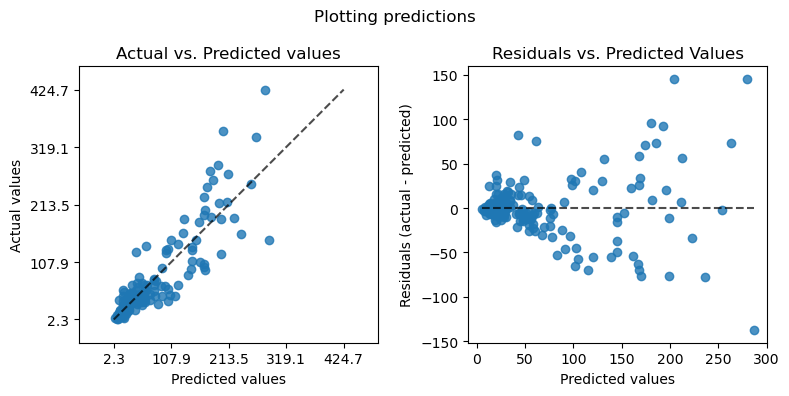 Plotting predictions
Actual vs. Predicted values
Actual values
424.7
319.1
213.5
107.9
2.3
2.3 107.9 213.5 319.1 424.7
Predicted values
Residuals vs. Predicted Values
Residuals (actual - predicted)
150
100
50
0
−50
−100
−150
0 50 100 150 200 250 300
Predicted values